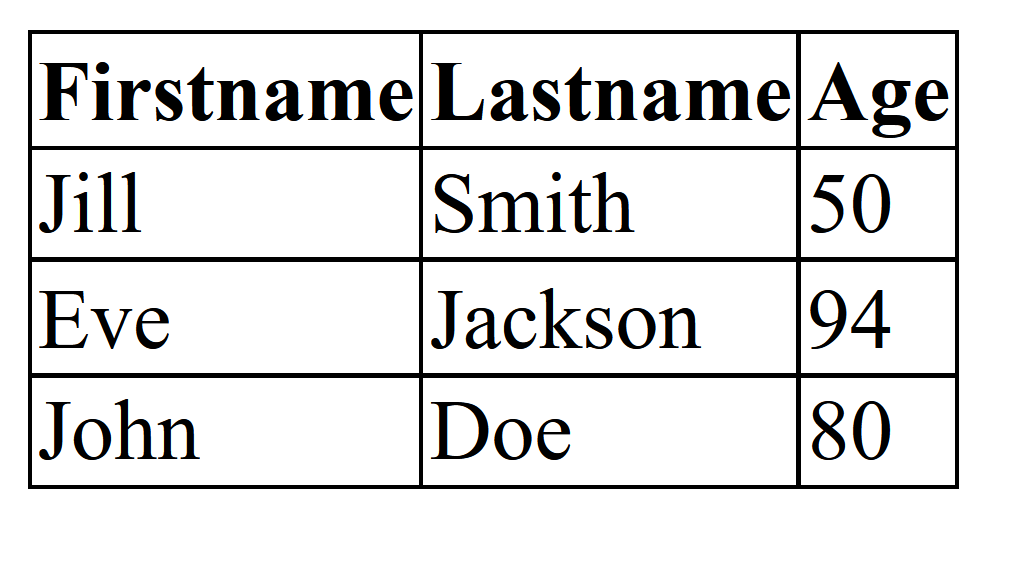 Firstname Lastname Age
Jill Smith 50
Eve Jackson 94
John Doe 80